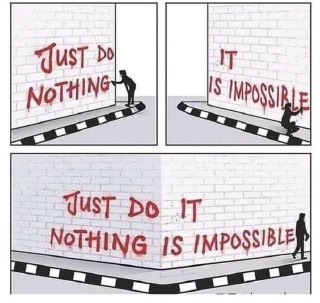 JUST DO
NOTHING
IT
IS IMPOSSIBLE
JUST DO IT
NOTHING IS IMPOSSIBLE